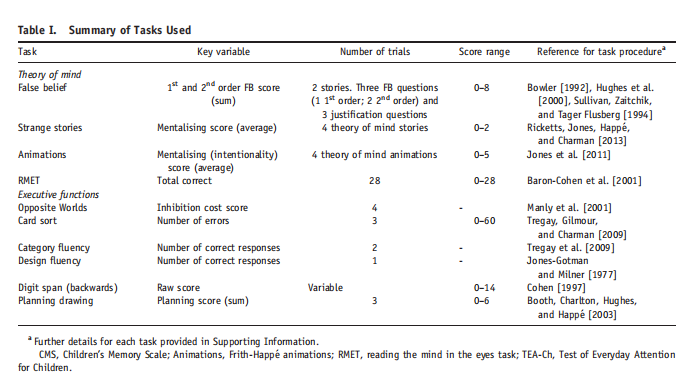 Table I. Summary of Tasks Used
Task Key variable Number of trials Score range Reference for task procedureᵃ
Theory of mind
False belief 1st and 2nd order FB score 2 stories. Three FB questions 0–8 Bowler [1992], Hughes et al.
(sum) (1 1st order; 2 2nd order) and [2000], Sullivan, Zaitchik,
3 justification questions and Tager Flusberg [1994]
Strange stories Mentalising score (average) 4 theory of mind stories 0–2 Ricketts, Jones, Happé,
and Charman [2013]
Animations Mentalising (intentionality) 4 theory of mind animations 0–5 Jones et al. [2011]
score (average)
RMET Total correct 28 0–28 Baron-Cohen et al. [2001]
Executive functions
Opposite Worlds Inhibition cost score 4 - Manly et al. [2001]
Card sort Number of errors 3 0–60 Tregay, Gilmour,
and Charman [2009]
Category fluency Number of correct responses 2 - Tregay et al. [2009]
Design fluency Number of correct responses 1 - Jones-Gotman
and Milner [1977]
Digit span (backwards) Raw score Variable 0–14 Cohen [1997]
Planning drawing Planning score (sum) 3 0–6 Booth, Charlton, Hughes,
and Happé [2003]
ᵃ Further details for each task provided in Supporting Information.
CMS, Children's Memory Scale; Animations, Frith-Happé animations; RMET, reading the mind in the eyes task; TEA-Ch, Test of Everyday Attention
for Children.